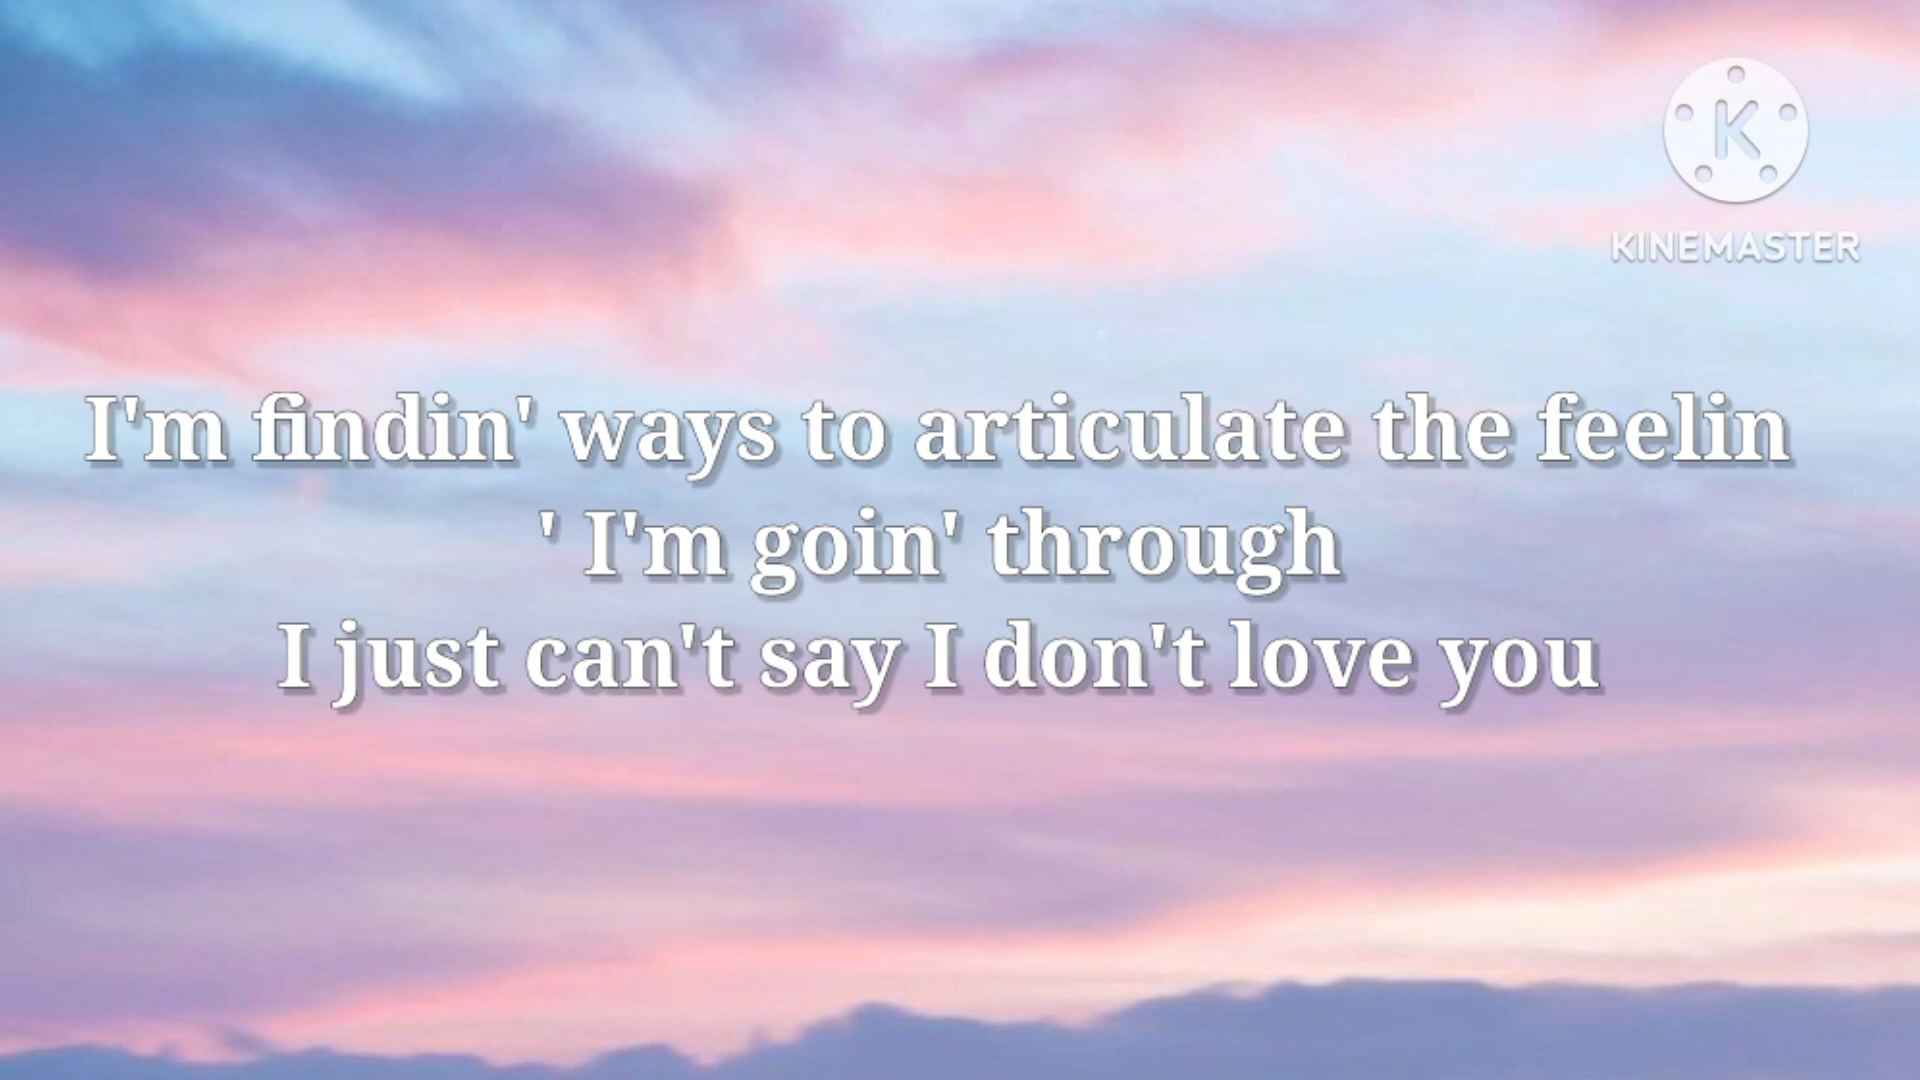 K
KINEMASTER
I'm findin' ways to articulate the feelin
' I'm goin' through
I just can't say I don't love you